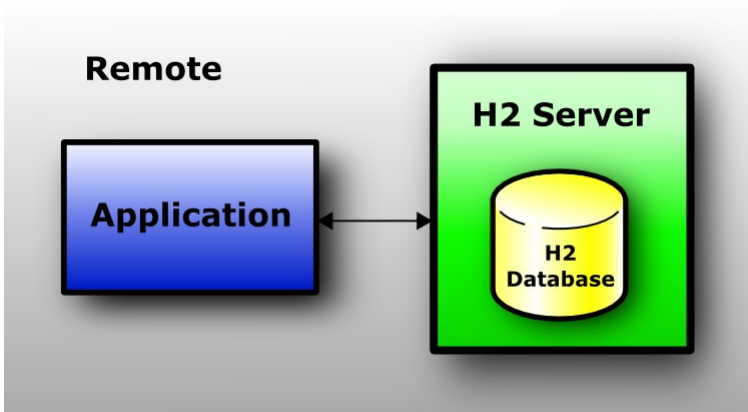 Remote
H2 Server
Application
H2
Database